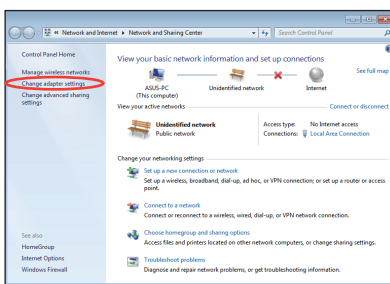 Network and Internet
Network and Sharing Center
Search Control Panel
Control Panel Home
Manage wireless networks
Change adapter settings
Change advanced sharing
settings
View your basic network information and set up connections
See full map
ASUS-PC
(This computer)
Unidentified network
Internet
View your active networks
Connect or disconnect
Unidentified network
Public network
Access type: No Internet access
Connections: Local Area Connection
Change your networking settings
Set up a new connection or network
Set up a wireless, broadband, dial-up, ad hoc, or VPN connection; or set up a router or access
point.
Connect to a network
Connect or reconnect to a wireless, wired, dial-up, or VPN network connection.
Choose homegroup and sharing options
Access files and printers located on other network computers, or change sharing settings.
Troubleshoot problems
Diagnose and repair network problems, or get troubleshooting information.
See also
HomeGroup
Internet Options
Windows Firewall